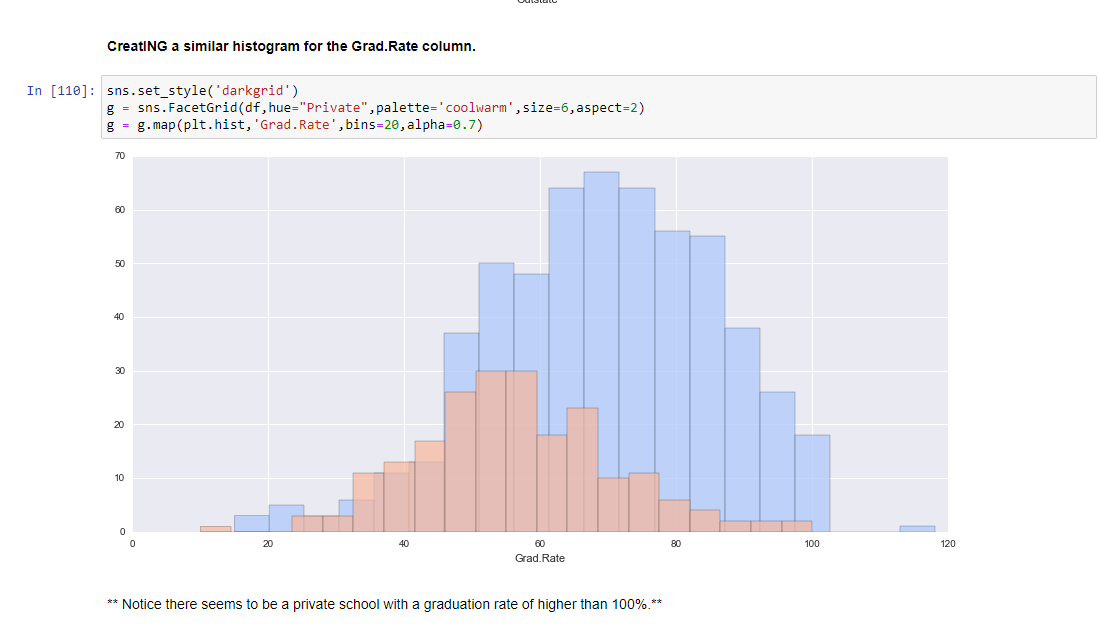 Outstate
CreatING a similar histogram for the Grad.Rate column.
In [110]: sns.set_style('darkgrid')
g = sns.FacetGrid(df,hue="Private",palette='coolwarm',size=6,aspect=2)
g = g.map(plt.hist,'Grad.Rate',bins=20,alpha=0.7)
70
60
50
40
30
20
10
0
0 20 40 60 80 100 120
Grad.Rate
** Notice there seems to be a private school with a graduation rate of higher than 100%.**